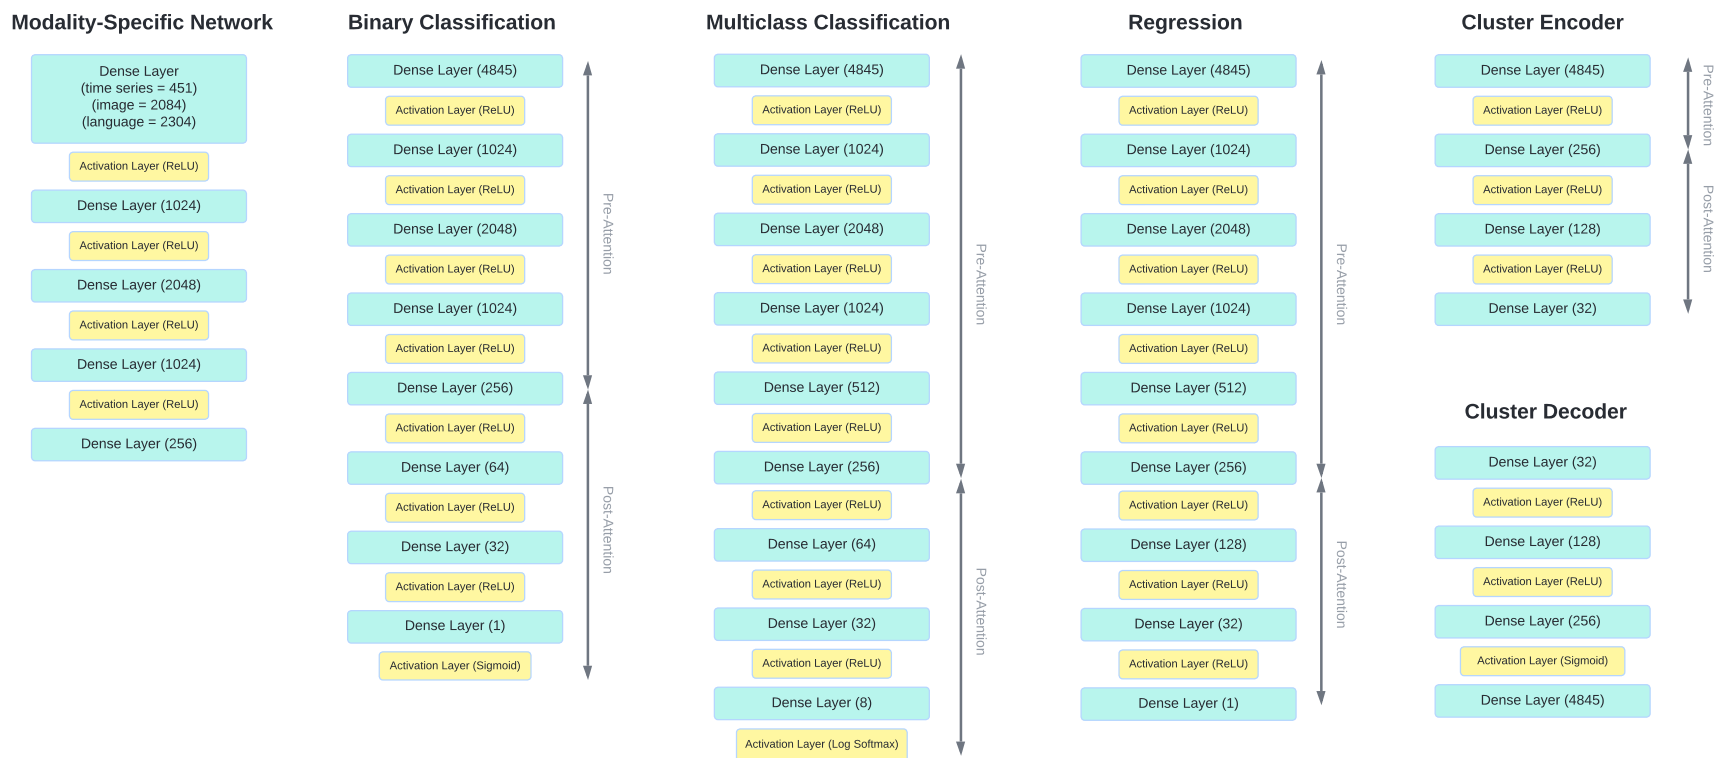 Modality-Specific Network
Dense Layer
(time series = 451)
(image = 2084)
(language = 2304)
Activation Layer (ReLU)
Dense Layer (1024)
Activation Layer (ReLU)
Dense Layer (2048)
Activation Layer (ReLU)
Dense Layer (1024)
Activation Layer (ReLU)
Dense Layer (256)
Binary Classification
Dense Layer (4845)
Activation Layer (ReLU)
Dense Layer (1024)
Activation Layer (ReLU)
Dense Layer (2048)
Activation Layer (ReLU)
Dense Layer (1024)
Activation Layer (ReLU)
Dense Layer (256)
Activation Layer (ReLU)
Dense Layer (64)
Activation Layer (ReLU)
Dense Layer (32)
Activation Layer (ReLU)
Dense Layer (1)
Activation Layer (Sigmoid)
Pre-Attention
Post-Attention
Multiclass Classification
Dense Layer (4845)
Activation Layer (ReLU)
Dense Layer (1024)
Activation Layer (ReLU)
Dense Layer (2048)
Activation Layer (ReLU)
Dense Layer (1024)
Activation Layer (ReLU)
Dense Layer (512)
Activation Layer (ReLU)
Dense Layer (256)
Activation Layer (ReLU)
Dense Layer (64)
Activation Layer (ReLU)
Dense Layer (32)
Activation Layer (ReLU)
Dense Layer (8)
Activation Layer (Log Softmax)
Pre-Attention
Post-Attention
Regression
Dense Layer (4845)
Activation Layer (ReLU)
Dense Layer (1024)
Activation Layer (ReLU)
Dense Layer (2048)
Activation Layer (ReLU)
Dense Layer (1024)
Activation Layer (ReLU)
Dense Layer (512)
Activation Layer (ReLU)
Dense Layer (256)
Activation Layer (ReLU)
Dense Layer (128)
Activation Layer (ReLU)
Dense Layer (32)
Activation Layer (ReLU)
Dense Layer (1)
Pre-Attention
Post-Attention
Cluster Encoder
Dense Layer (4845)
Activation Layer (ReLU)
Dense Layer (256)
Activation Layer (ReLU)
Dense Layer (128)
Activation Layer (ReLU)
Dense Layer (32)
Pre-Attention
Post-Attention
Cluster Decoder
Dense Layer (32)
Activation Layer (ReLU)
Dense Layer (128)
Activation Layer (ReLU)
Dense Layer (256)
Activation Layer (Sigmoid)
Dense Layer (4845)